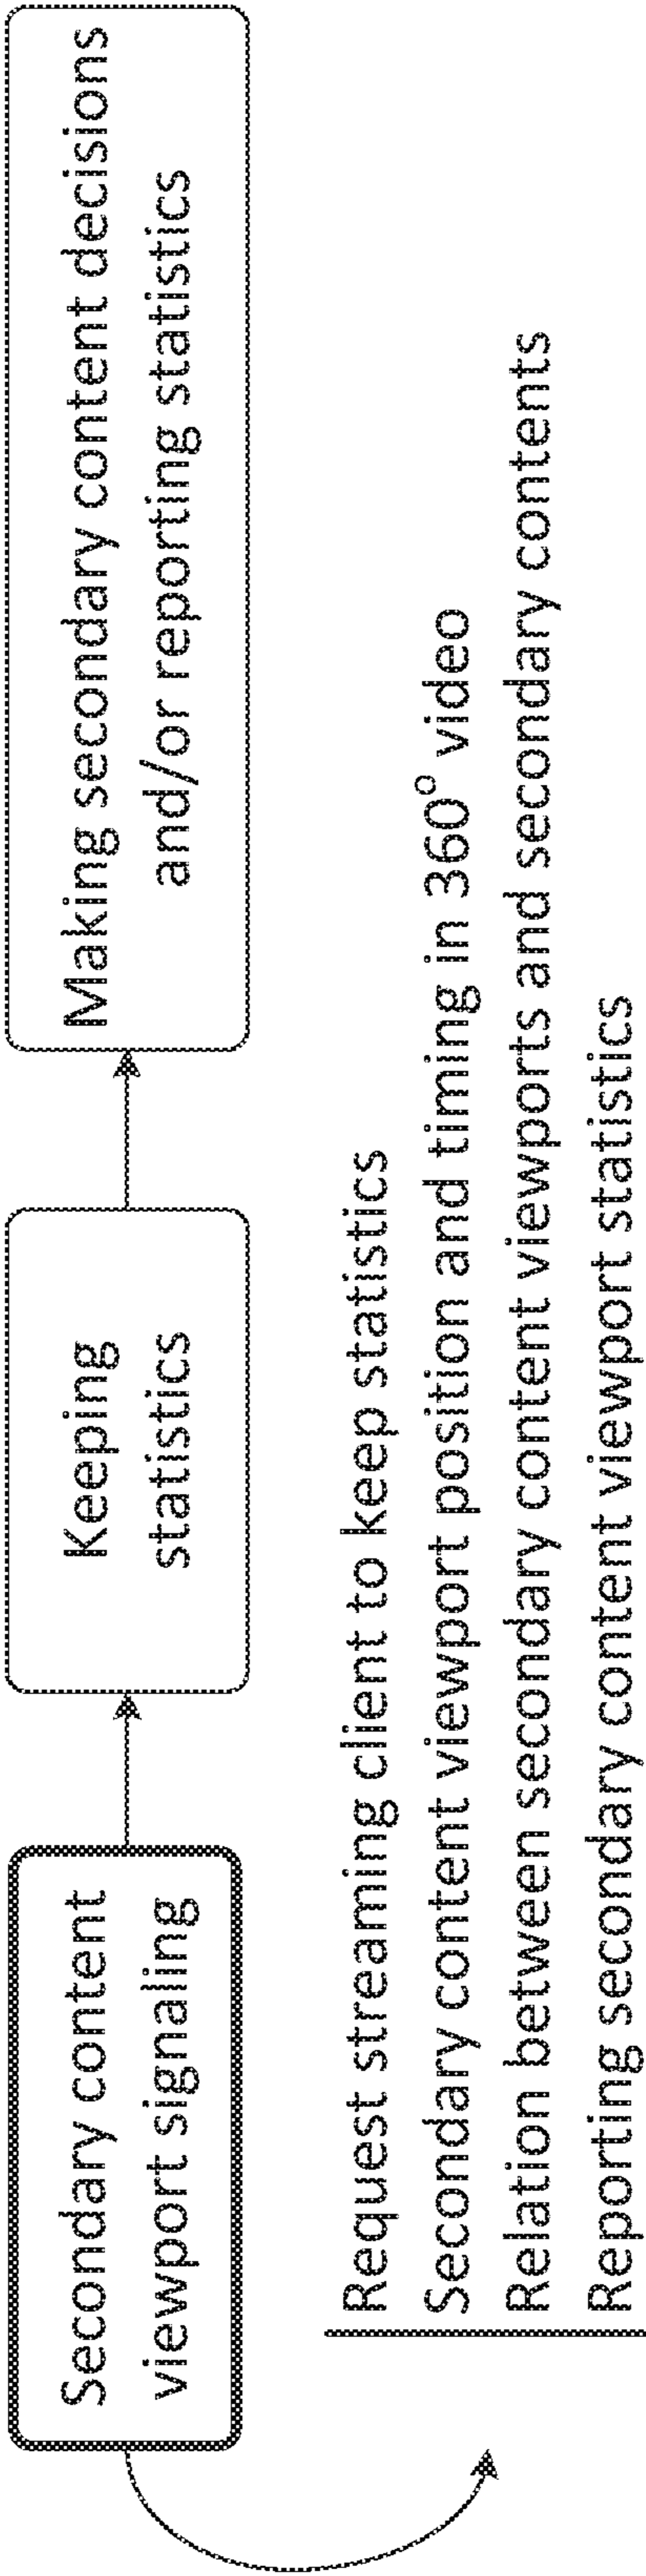 Secondary content
viewport signaling
Keeping
statistics
Making secondary content decisions
and/or reporting statistics
Request streaming client to keep statistics
Secondary content viewport position and timing in 360° video
Relation between secondary content viewports and secondary contents
Reporting secondary content viewport statistics